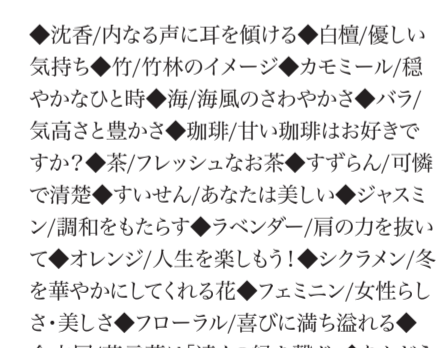 ◆沈香/内なる声に耳を傾ける◆白檀/優しい
気持ち◆竹/竹林のイメージ◆カモミール/穏
やかなひと時◆海/海風のさわやかさ◆バラ/
気高さと豊かさ◆珈琲/甘い珈琲はお好きで
すか?◆茶/フレッシュなお茶◆すずらん/可憐
で清楚◆すいせん/あなたは美しい◆ジャスミ
ン/調和をもたらす◆ラベンダー/肩の力を抜い
て◆オレンジ/人生を楽しもう!◆シクラメン/冬
を華やかにしてくれる花◆フェミニン/女性らし
さ・美しさ◆フローラル/喜びに満ち溢れる◆